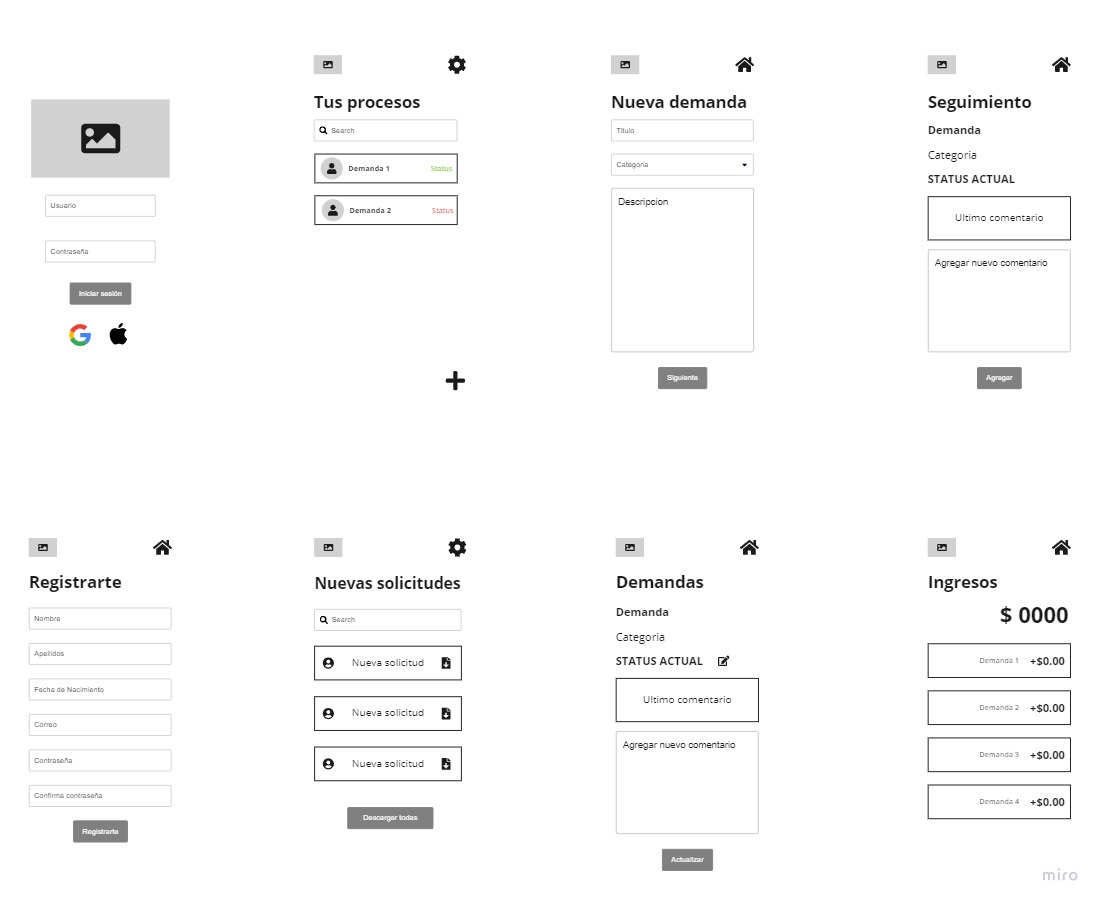 Usuario
Contraseña
Iniciar sesión
Tus procesos
Search
Demanda 1 Status
Demanda 2 Status
Nueva demanda
Titulo
Categoria
Descripcion
Siguiente
Seguimiento
Demanda
Categoria
STATUS ACTUAL
Ultimo comentario
Agregar nuevo comentario
Agregar
Registrarte
Nombre
Apellidos
Fecha de Nacimiento
Correo
Contraseña
Confirma contraseña
Registrarte
Nuevas solicitudes
Search
Nueva solicitud
Nueva solicitud
Nueva solicitud
Descargar todas
Demandas
Demanda
Categoria
STATUS ACTUAL
Ultimo comentario
Agregar nuevo comentario
Actualizar
Ingresos
$ 0000
Demanda 1 +$0.00
Demanda 2 +$0.00
Demanda 3 +$0.00
Demanda 4 +$0.00
miro